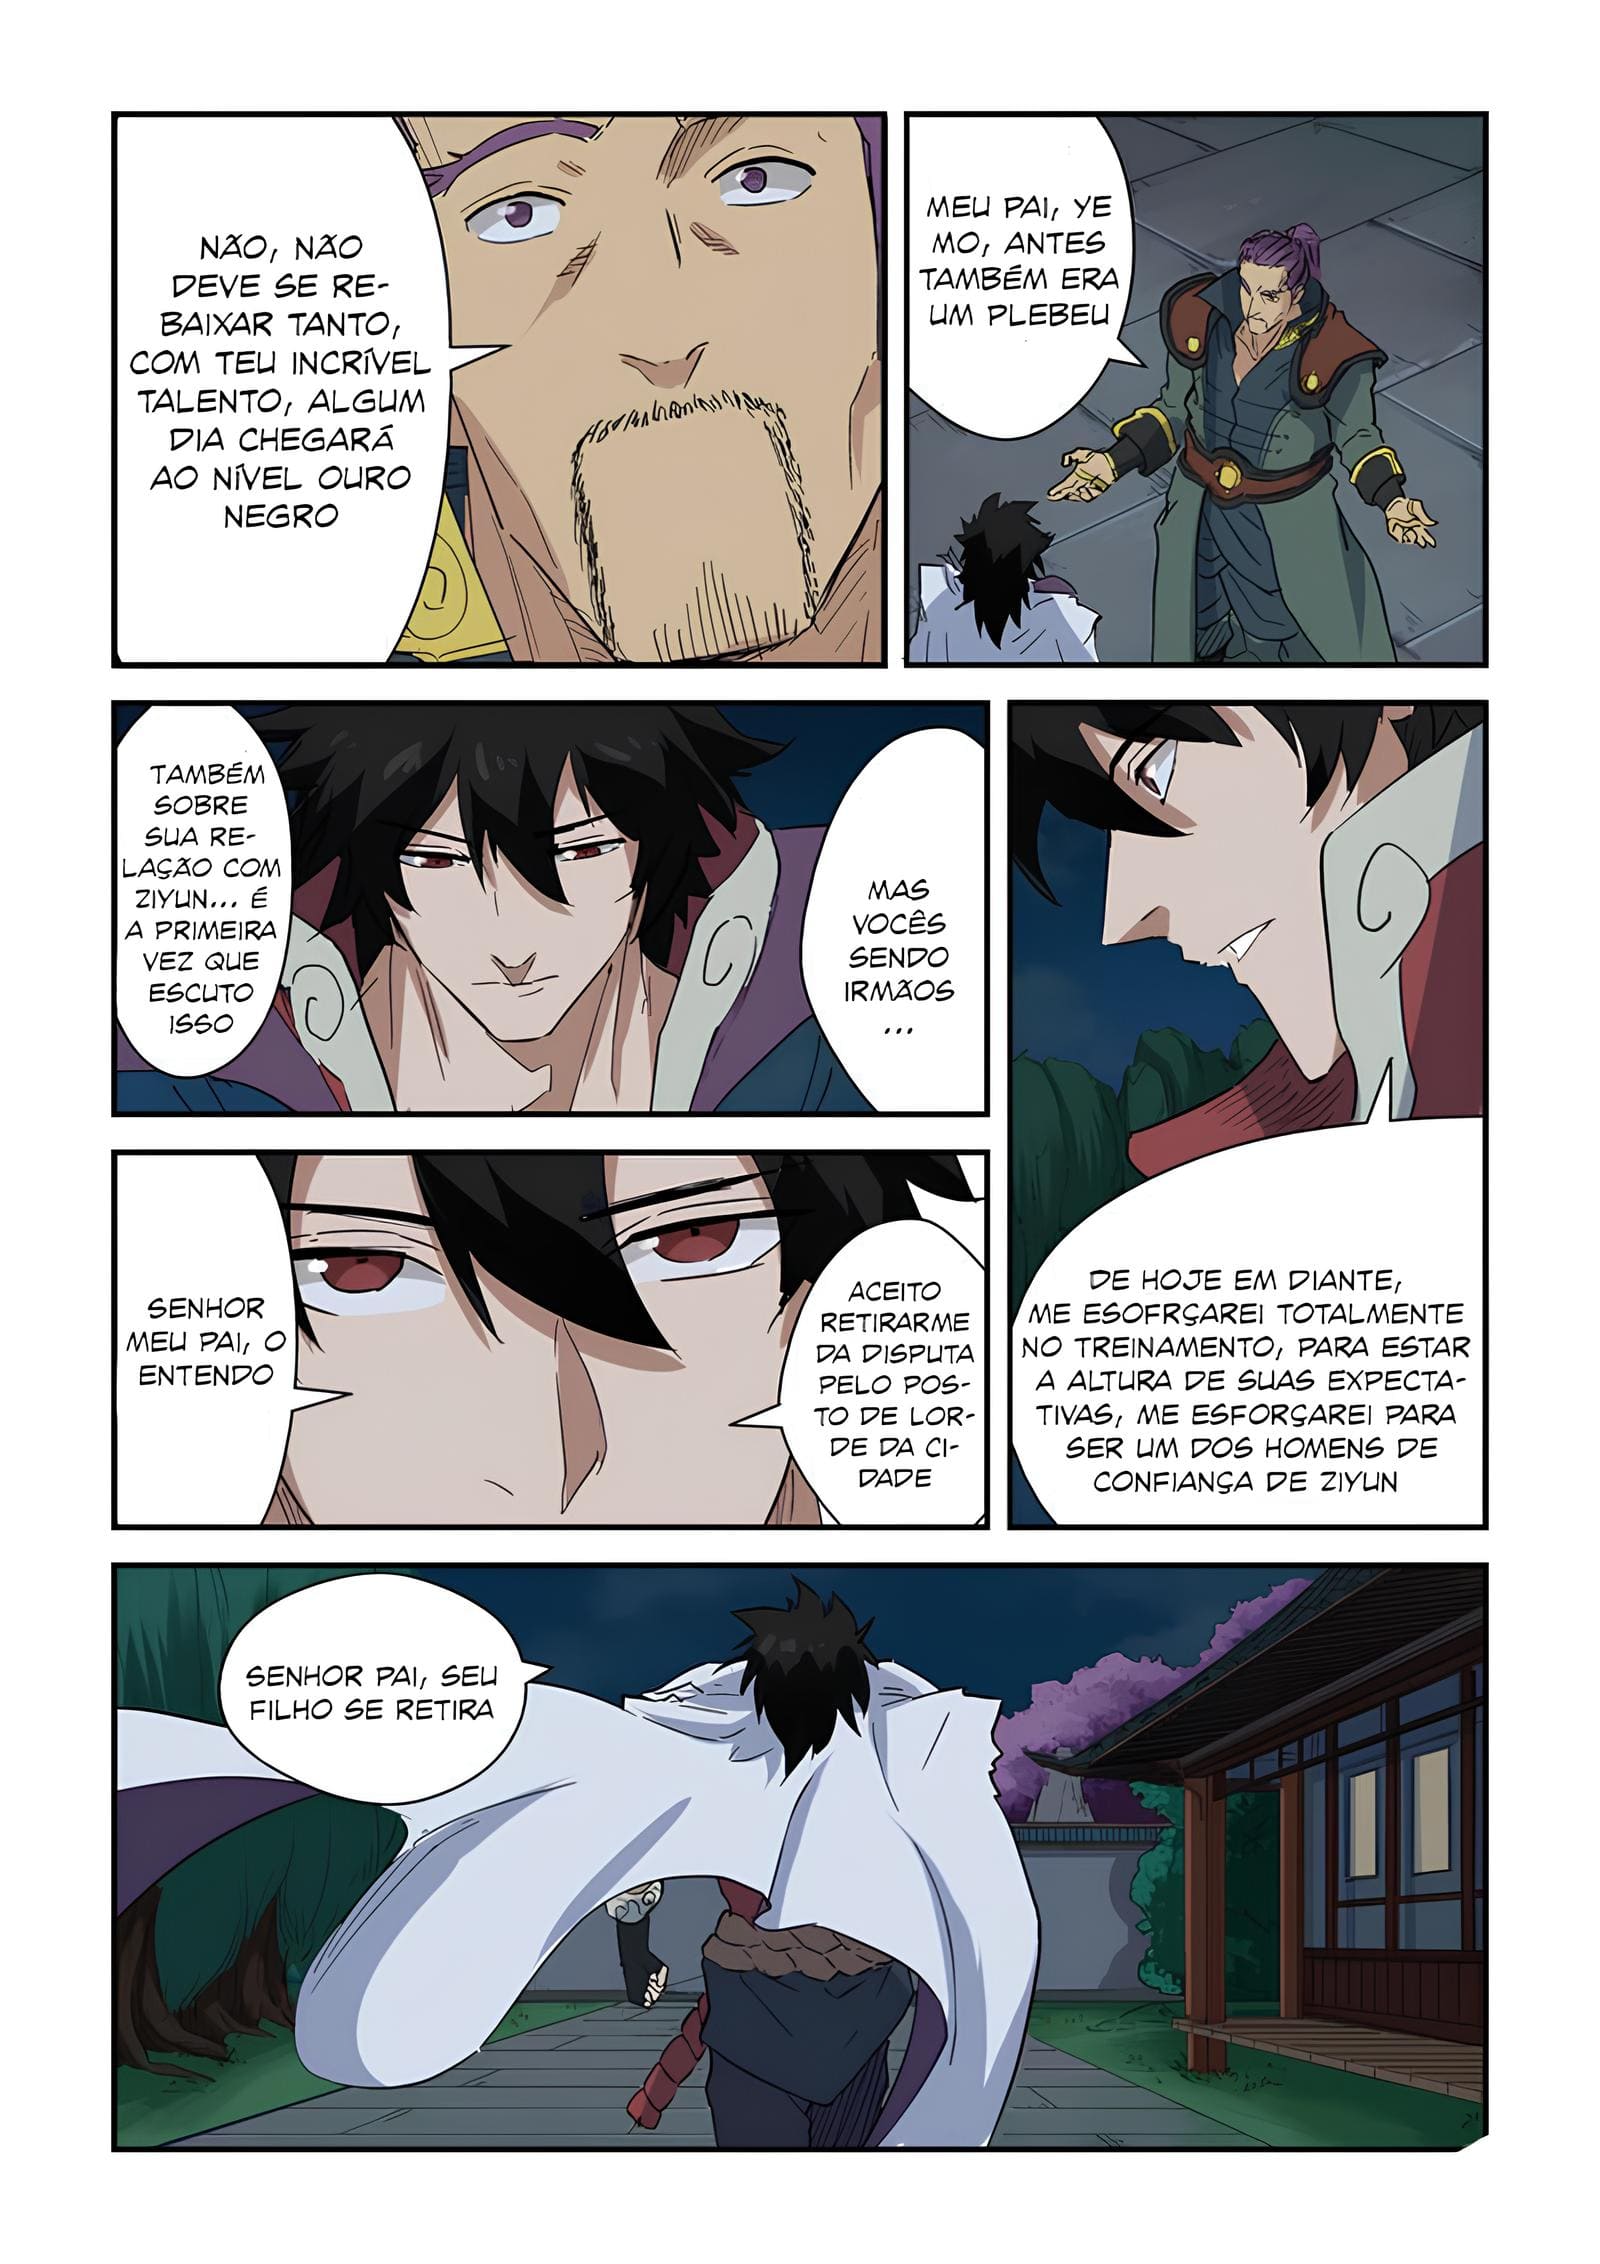 NÃO, NÃO
DEVE SE RE-
BAIXAR TANTO,
COM TEU INCRÍVEL
TALENTO, ALGUM
DIA CHEGARÁ
AO NÍVEL OURO
NEGRO
MEU PAI, YE
MO, ANTES
TAMBÉM ERA
UM PLEBEU
TAMBÉM
SOBRE
SUA RE-
LAÇÃO COM
ZIYUN... É
A PRIMEIRA
VEZ QUE
ESCUTO
ISSO
MAS
VOCÊS
SENDO
IRMÃOS
...
SENHOR
MEU PAI, O
ENTENDO
ACEITO
RETIRARME
DA DISPUTA
PELO POS-
TO DE LOR-
DE DA CI-
DADE
DE HOJE EM DIANTE,
ME ESOFRÇAREI TOTALMENTE
NO TREINAMENTO, PARA ESTAR
A ALTURA DE SUAS EXPECTA-
TIVAS, ME ESFORÇAREI PARA
SER UM DOS HOMENS DE
CONFIANÇA DE ZIYUN
SENHOR PAI, SEU
FILHO SE RETIRA